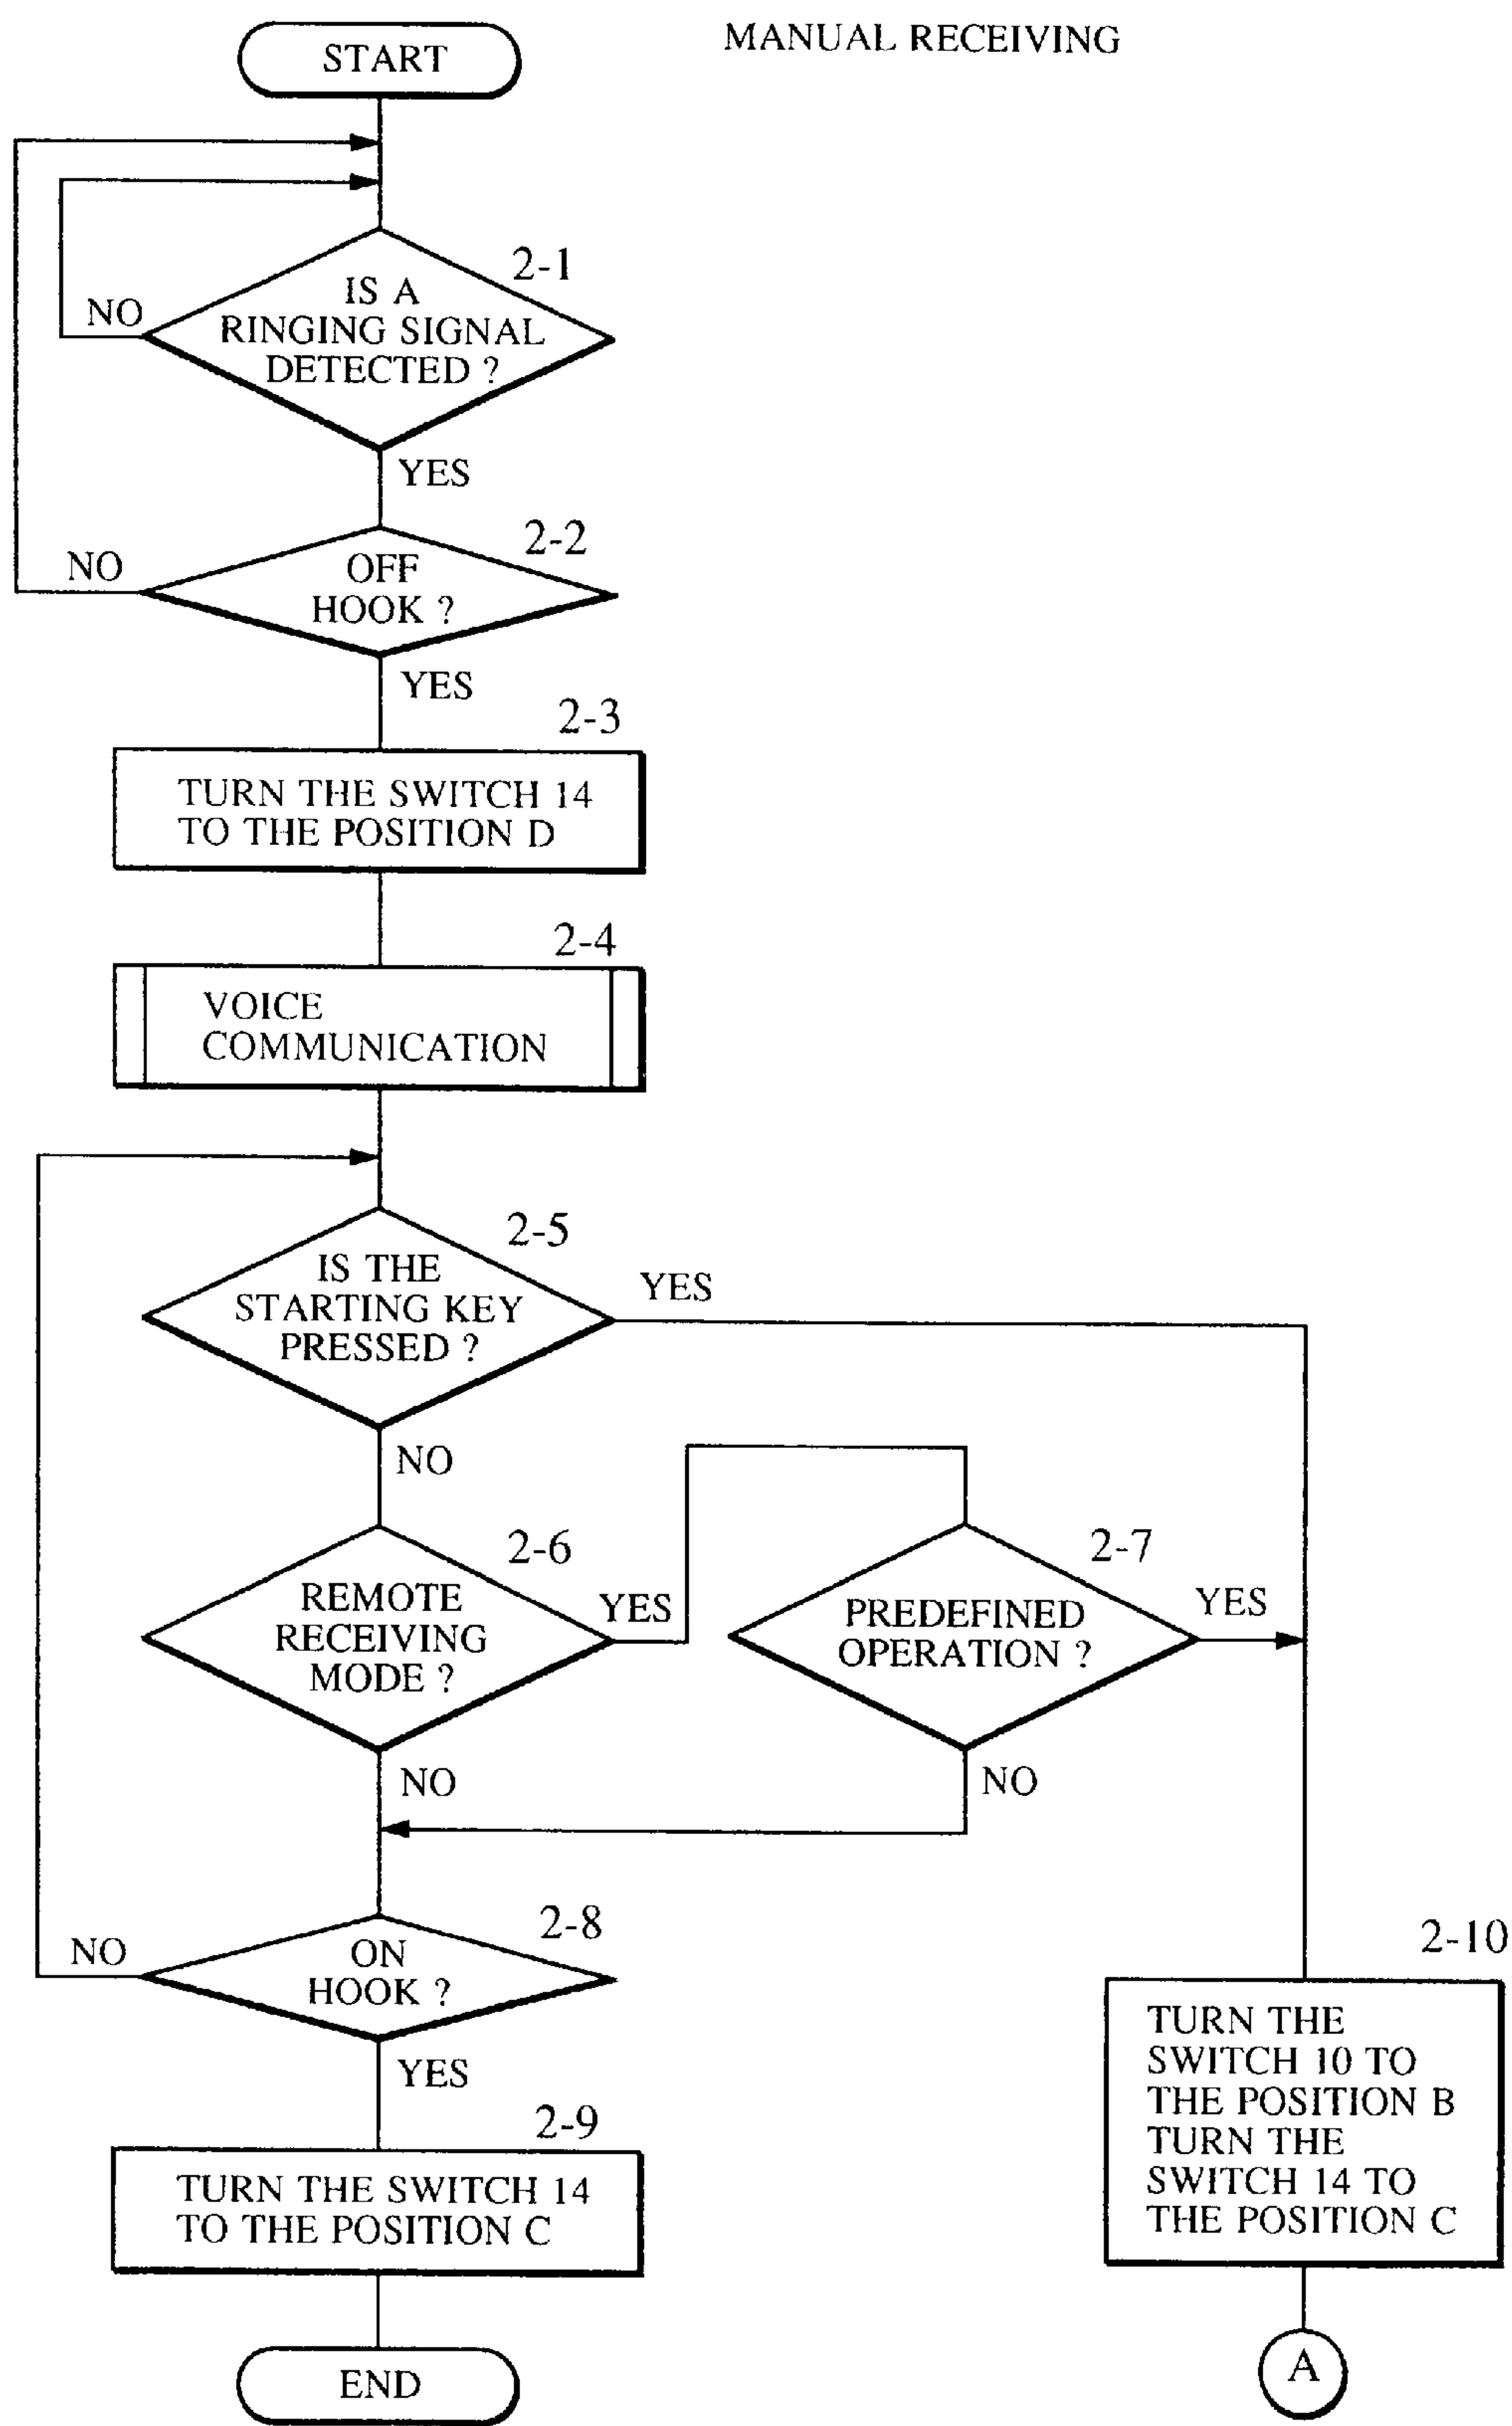 MANUAL RECEIVING
START
2-1
IS A
RINGING SIGNAL
DETECTED ?
NO
YES
2-2
OFF
HOOK ?
NO
YES
2-3
TURN THE SWITCH 14
TO THE POSITION D
2-4
VOICE
COMMUNICATION
2-5
IS THE
STARTING KEY
PRESSED ?
YES
NO
2-6
REMOTE
RECEIVING
MODE ?
YES
2-7
PREDEFINED
OPERATION ?
YES
NO
NO
2-8
ON
HOOK ?
NO
YES
2-9
TURN THE SWITCH 14
TO THE POSITION C
END
2-10
TURN THE
SWITCH 10 TO
THE POSITION B
TURN THE
SWITCH 14 TO
THE POSITION C
A